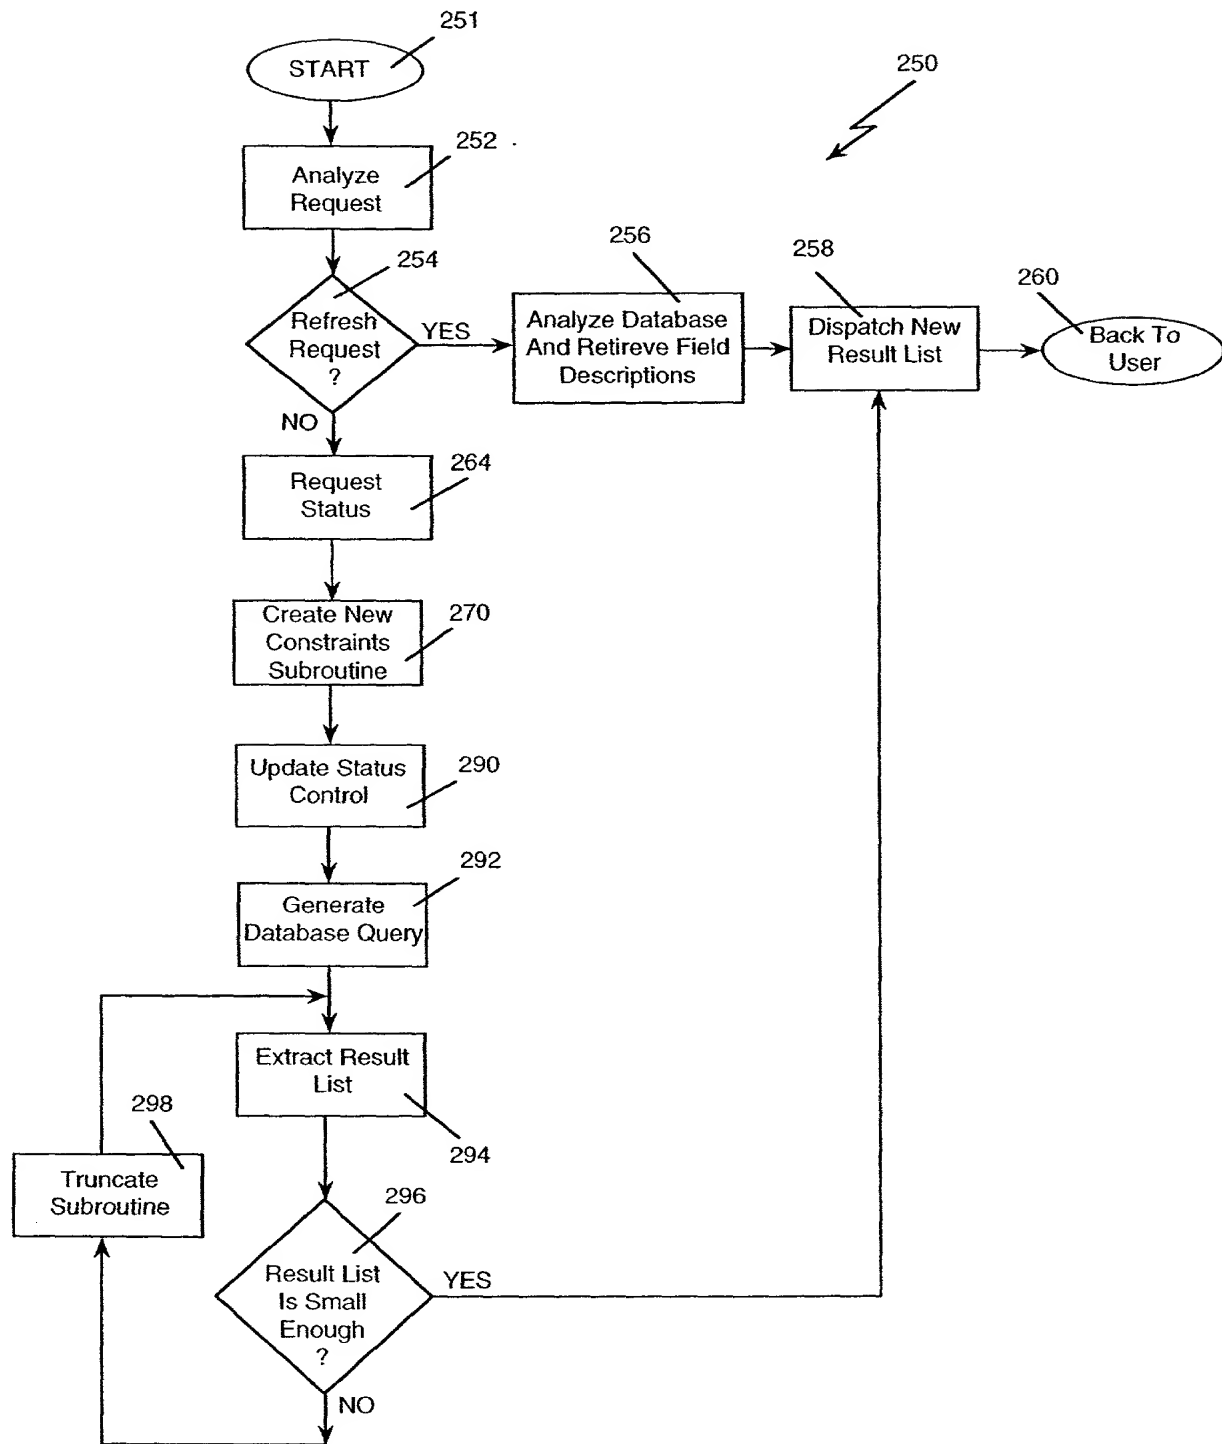 251
START
250
252
Analyze
Request
254
Refresh
Request
?
YES
NO
256
Analyze Database
And Retireve Field
Descriptions
258
Dispatch New
Result List
260
Back To
User
264
Request
Status
270
Create New
Constraints
Subroutine
290
Update Status
Control
292
Generate
Database Query
Extract Result
List
294
298
Truncate
Subroutine
296
Result List
Is Small
Enough
?
YES
NO